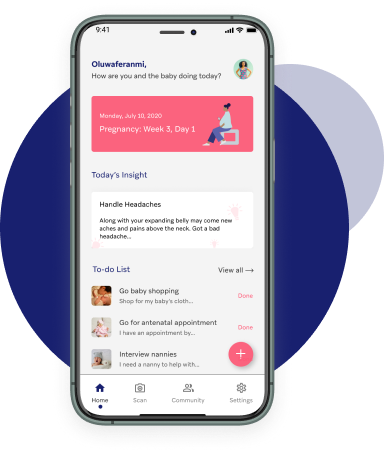 9:41
Oluwaferanmi,
How are you and the baby doing today?
Monday, July 10, 2020
Pregnancy: Week 3, Day 1
Today's Insight
Handle Headaches
Along with your expanding belly may come new
aches and pains above the neck. Got a bad
headache...
To-do List
View all →
Go baby shopping
Shop for my baby's cloth...
Done
Go for antenatal appointment
I have an appointment by...
Done
Interview nannies
I need a nanny to help with...
Home
Scan
Community
Settings